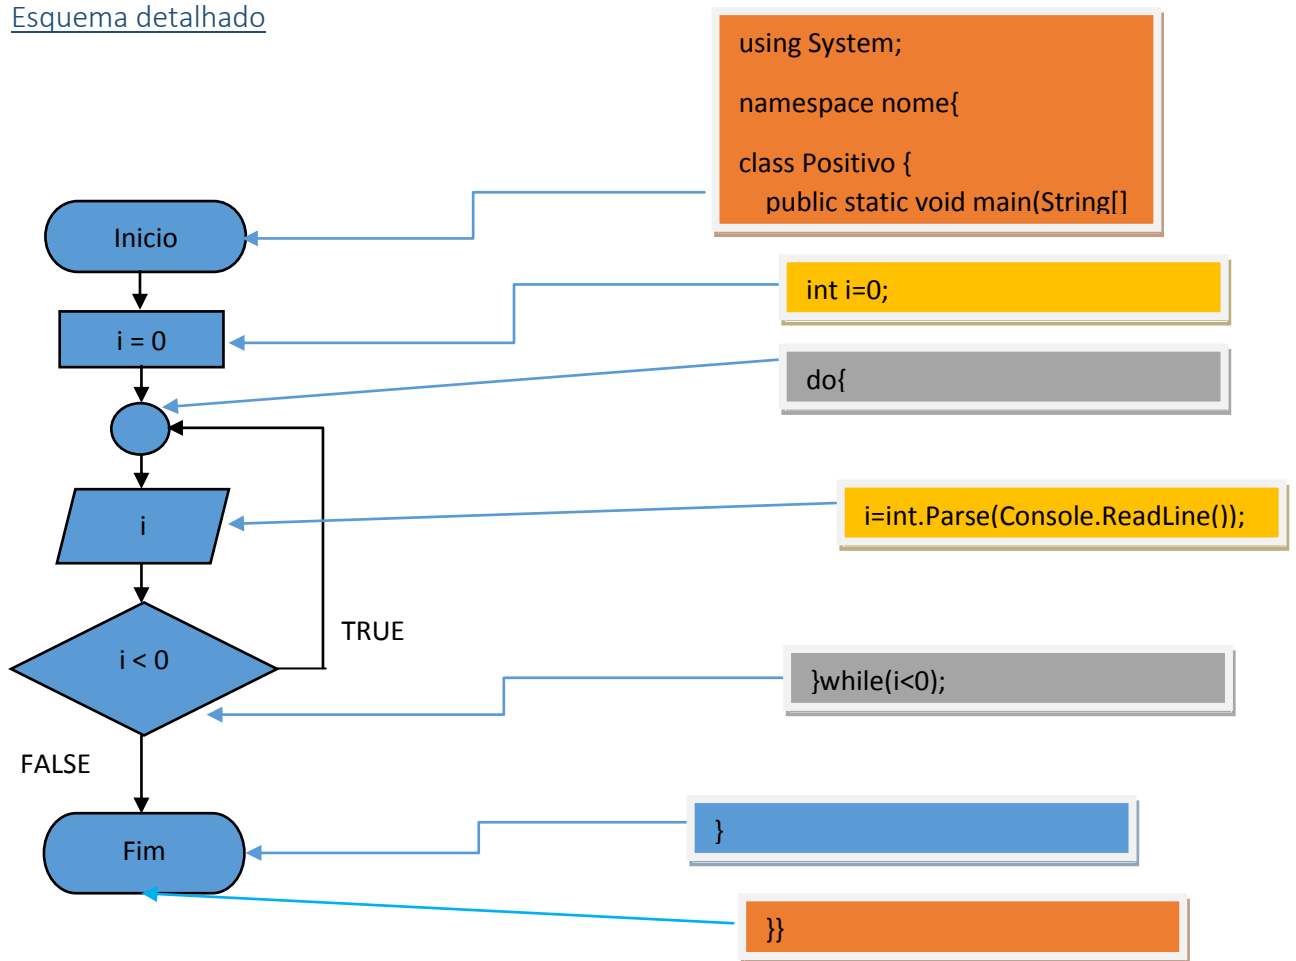 Esquema detalhado
using System;
namespace nome{
class Positivo {
public static void main(String[]
Inicio
int i=0;
i = 0
do{
i
i=int.Parse(Console.ReadLine());
TRUE
i < 0
}while(i<0);
FALSE
}
Fim
}}